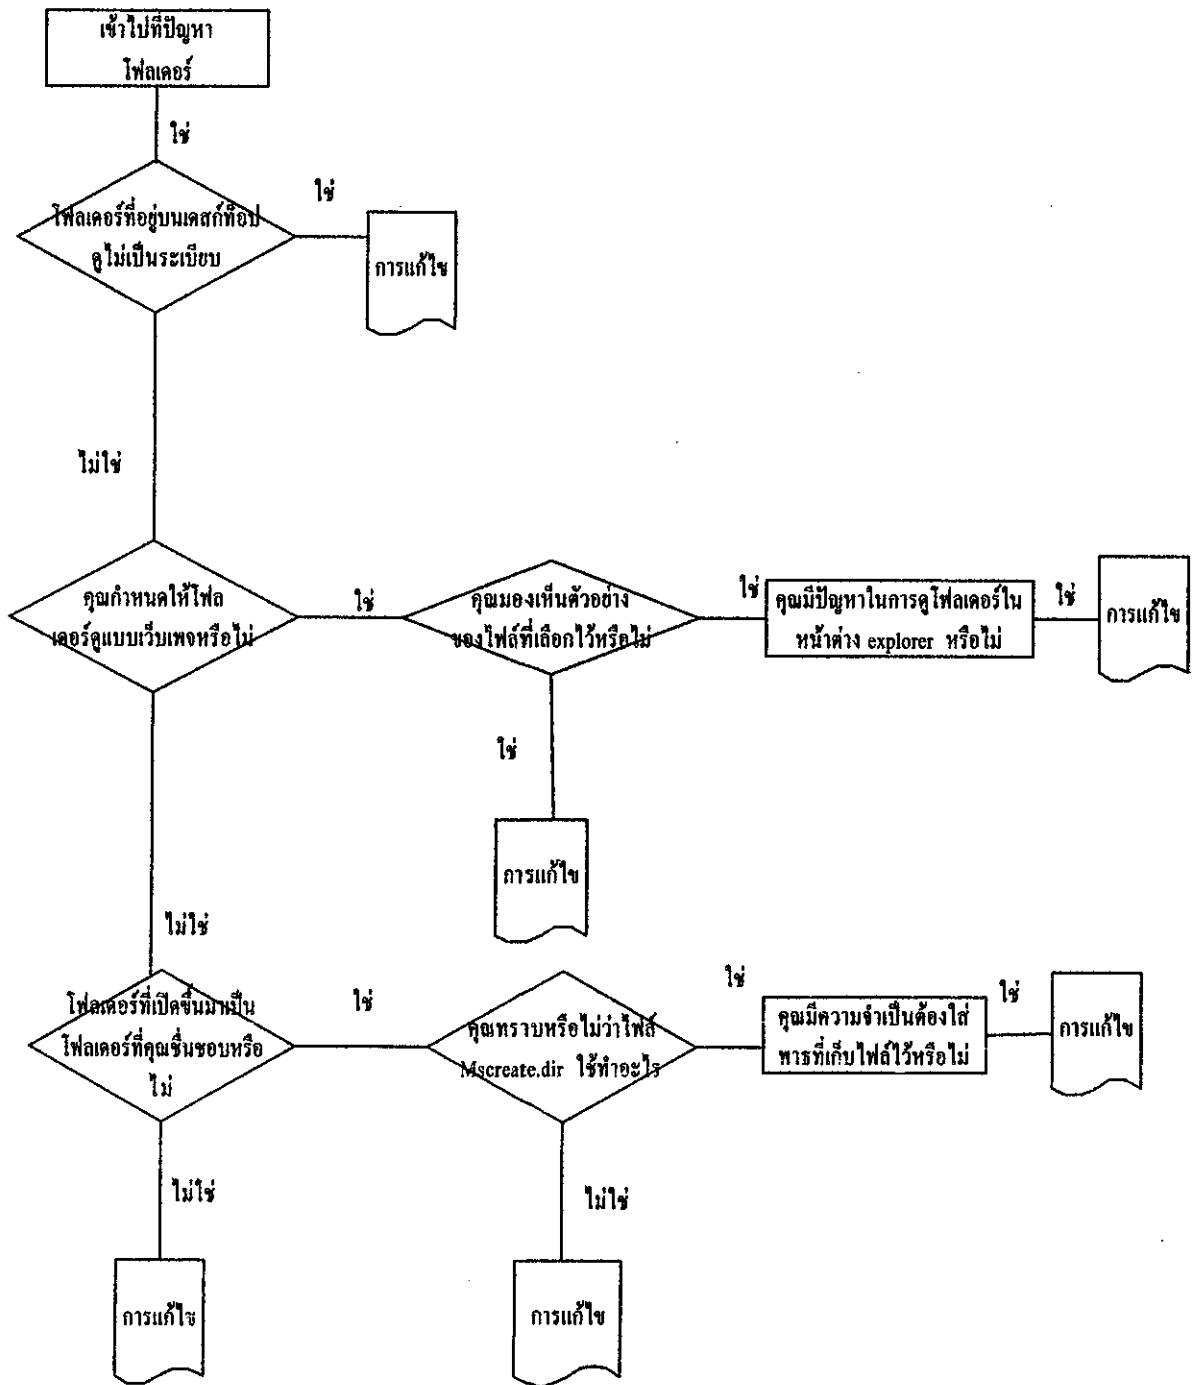 เข้าไปที่ปัญหา
โฟลเดอร์
ใช่
โฟลเดอร์ที่อยู่บนเดสก์ท็อป
ดูไม่เป็นระเบียบ
ใช่
การแก้ไข
ไม่ใช่
คุณกำหนดให้โฟล
เดอร์ดูแบบเว็บเพจหรือไม่
ใช่
คุณมองเห็นตัวอย่าง
ของไฟล์ที่เลือกไว้หรือไม่
ใช่
คุณมีปัญหาในการดูโฟลเดอร์ใน
หน้าต่าง explorer หรือไม่
ใช่
การแก้ไข
ใช่
การแก้ไข
ไม่ใช่
โฟลเดอร์ที่เปิดขึ้นมาเป็น
โฟลเดอร์ที่คุณชื่นชอบหรือ
ไม่
ใช่
คุณทราบหรือไม่ว่าไฟล์
Mscreate.dir ใช้ทำอะไร
ใช่
คุณมีความจำเป็นต้องใส่
พาธที่เก็บไฟล์ไว้หรือไม่
ใช่
การแก้ไข
ไม่ใช่
การแก้ไข
ไม่ใช่
การแก้ไข